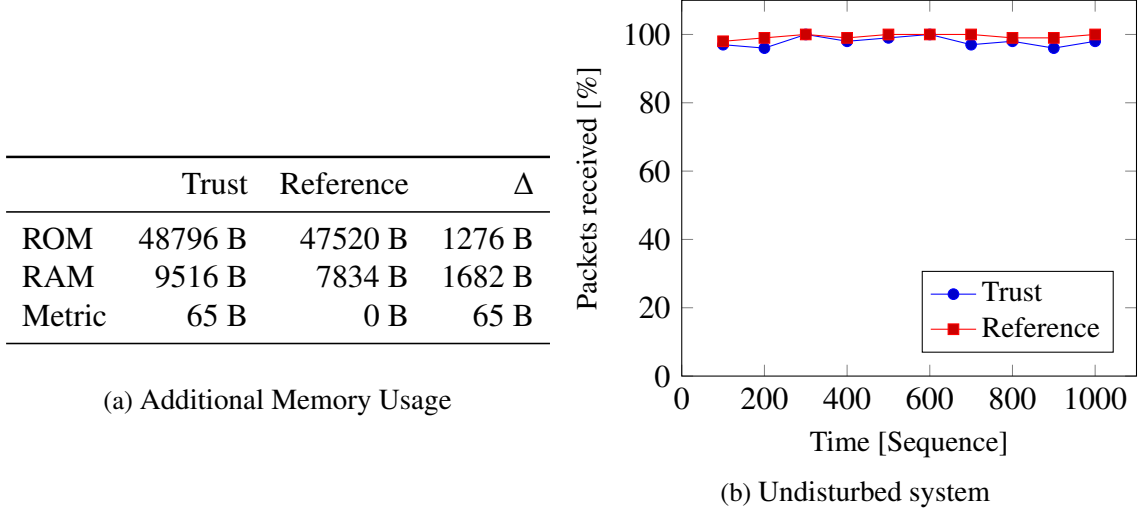 Trust Reference Δ
ROM 48796 B 47520 B 1276 B
RAM 9516 B 7834 B 1682 B
Metric 65 B 0 B 65 B
(a) Additional Memory Usage
Packets received [%]
100
80
60
40
20
0
Trust
Reference
0 200 400 600 800 1000
Time [Sequence]
(b) Undisturbed system